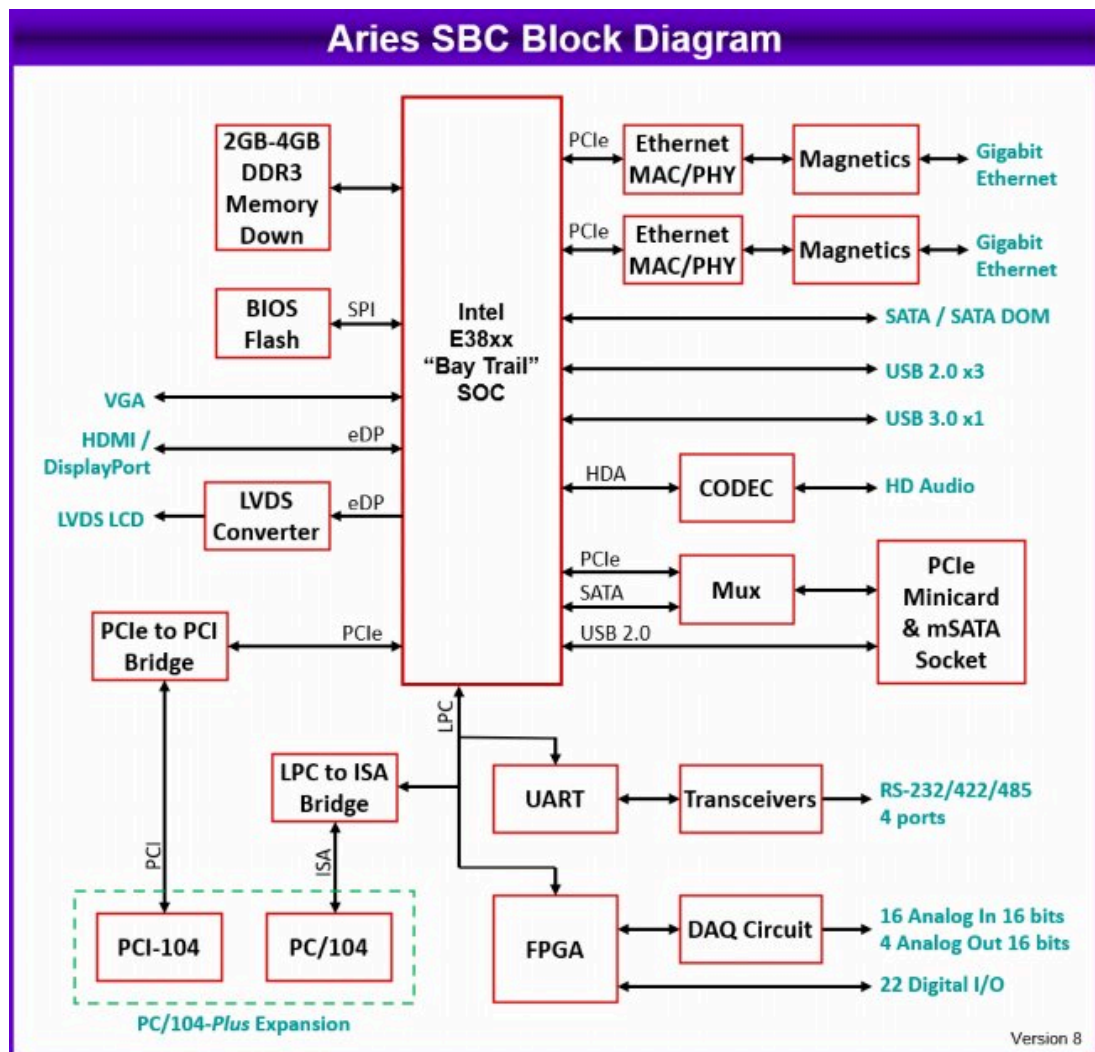 Aries SBC Block Diagram
2GB-4GB
DDR3
Memory
Down
BIOS
Flash
SPI
VGA
HDMI /
DisplayPort
eDP
LVDS LCD
LVDS
Converter
eDP
PCIe to PCI
Bridge
PCIe
Intel
E38xx
“Bay Trail”
SOC
PCIe
Ethernet
MAC/PHY
Magnetics
Gigabit
Ethernet
PCIe
Ethernet
MAC/PHY
Magnetics
Gigabit
Ethernet
SATA / SATA DOM
USB 2.0 x3
USB 3.0 x1
HDA
CODEC
HD Audio
PCIe
SATA
Mux
USB 2.0
PCIe
Minicard
& mSATA
Socket
LPC
LPC to ISA
Bridge
UART
Transceivers
RS-232/422/485
4 ports
PCI
ISA
PCI-104
PC/104
PC/104-Plus Expansion
FPGA
DAQ Circuit
16 Analog In 16 bits
4 Analog Out 16 bits
22 Digital I/O
Version 8